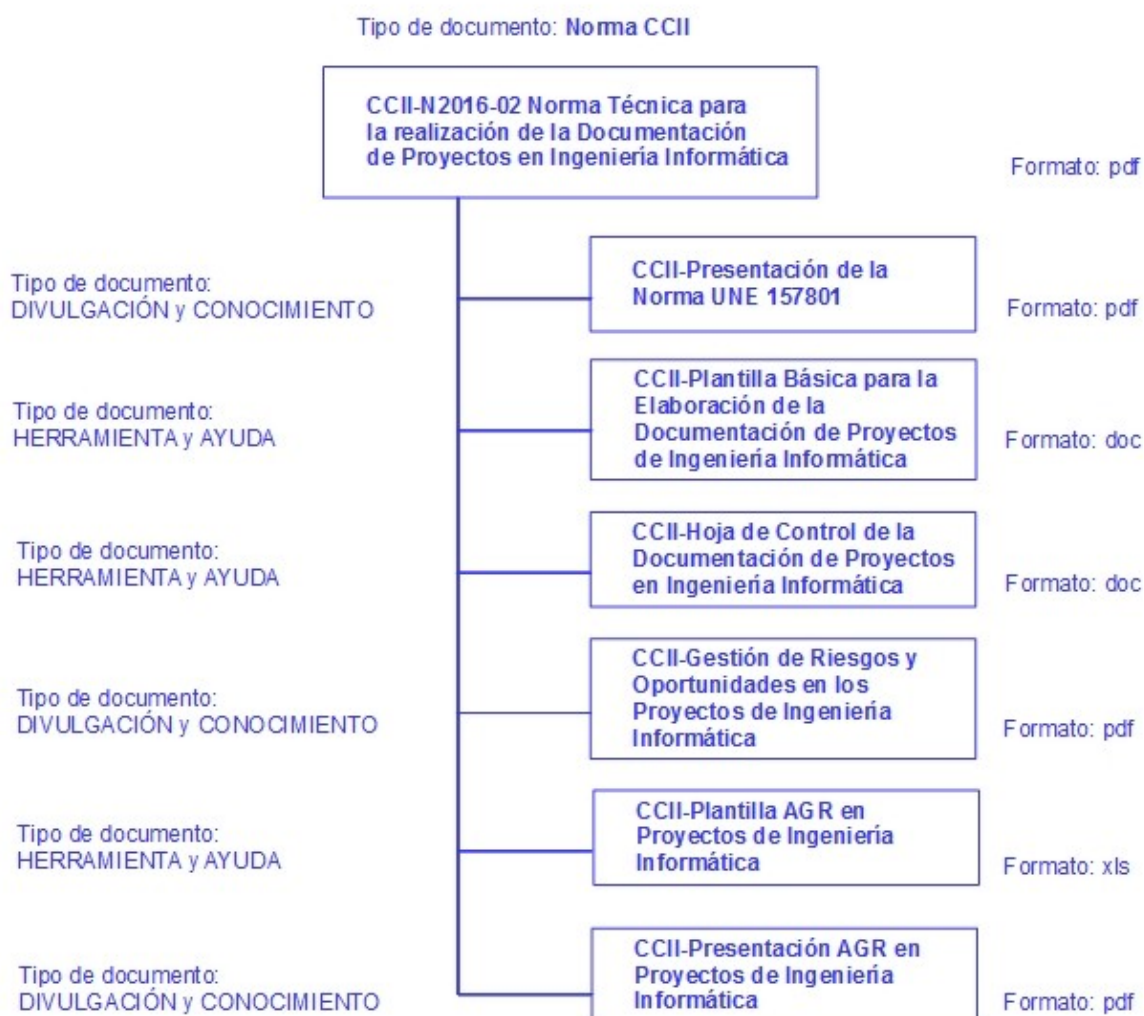 Tipo de documento: Norma CCII
CCII-N2016-02 Norma Técnica para
la realización de la Documentación
de Proyectos en Ingeniería Informática
Formato: pdf
Tipo de documento:
DIVULGACIÓN y CONOCIMIENTO
CCII-Presentación de la
Norma UNE 157801
Formato: pdf
Tipo de documento:
HERRAMIENTA y AYUDA
CCII-Plantilla Básica para la
Elaboración de la
Documentación de Proyectos
de Ingeniería Informática
Formato: doc
Tipo de documento:
HERRAMIENTA y AYUDA
CCII-Hoja de Control de la
Documentación de Proyectos
en Ingeniería Informática
Formato: doc
Tipo de documento:
DIVULGACIÓN y CONOCIMIENTO
CCII-Gestión de Riesgos y
Oportunidades en los
Proyectos de Ingeniería
Informática
Formato: pdf
Tipo de documento:
HERRAMIENTA y AYUDA
CCII-Plantilla AGR en
Proyectos de Ingeniería
Informática
Formato: xls
Tipo de documento:
DIVULGACIÓN y CONOCIMIENTO
CCII-Presentación AGR en
Proyectos de Ingeniería
Informática
Formato: pdf